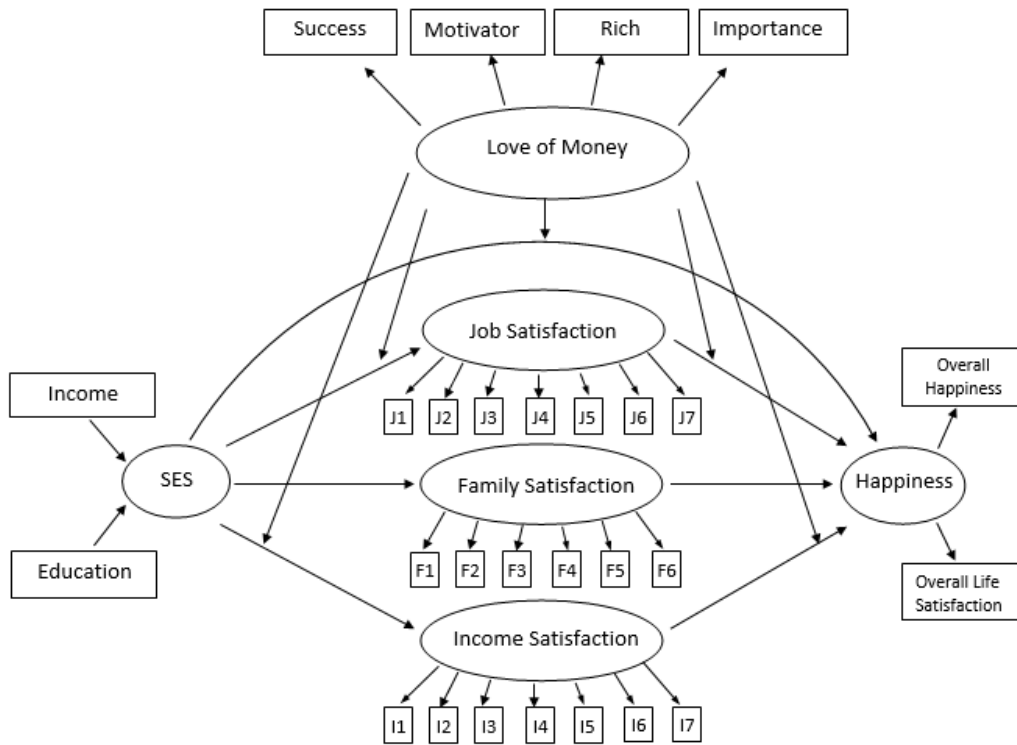 Success
Motivator
Rich
Importance
Love of Money
Job Satisfaction
J1
J2
J3
J4
J5
J6
J7
Income
SES
Education
Family Satisfaction
F1
F2
F3
F4
F5
F6
Income Satisfaction
I1
I2
I3
I4
I5
I6
I7
Overall
Happiness
Happiness
Overall Life
Satisfaction